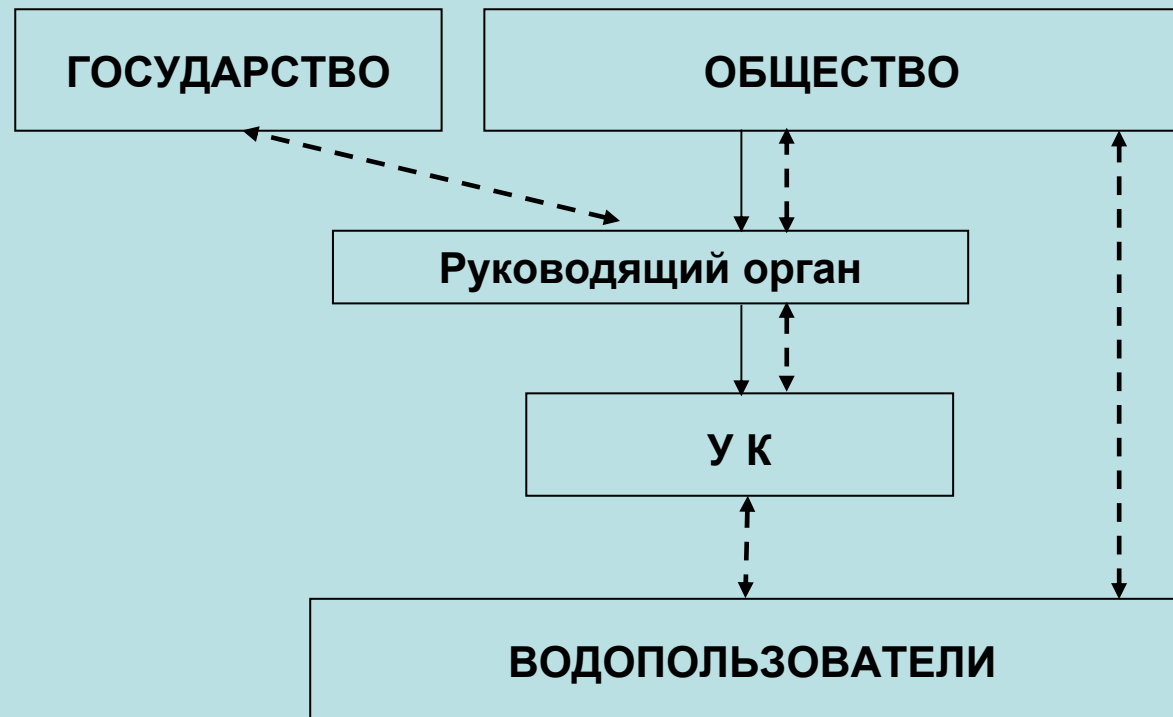 ГОСУДАРСТВО
ОБЩЕСТВО
Руководящий орган
У К
ВОДОПОЛЬЗОВАТЕЛИ